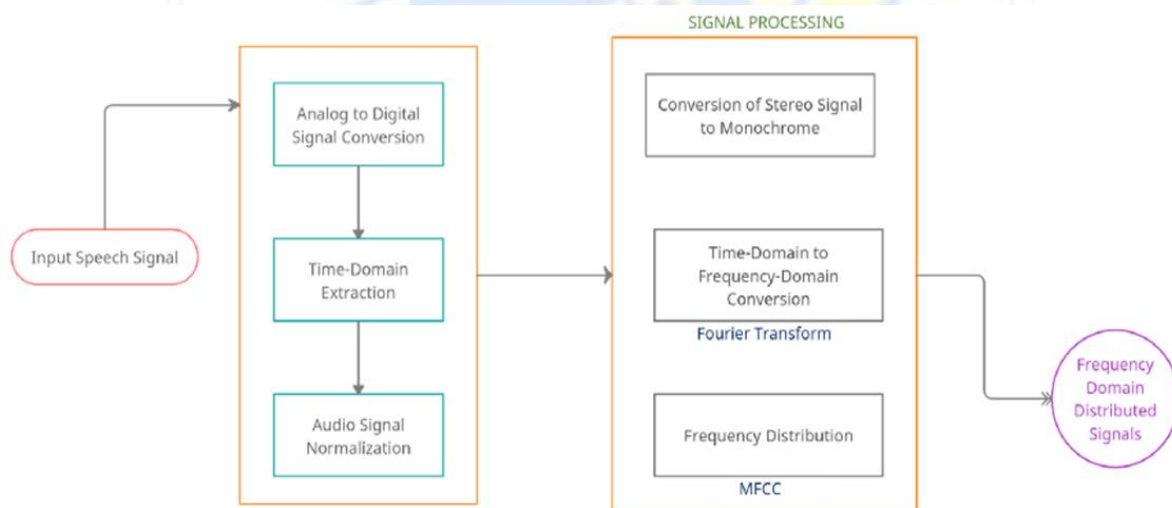 SIGNAL PROCESSING
Input Speech Signal
Analog to Digital
Signal Conversion
Time-Domain
Extraction
Audio Signal
Normalization
Conversion of Stereo Signal
to Monochrome
Time-Domain to
Frequency-Domain
Conversion
Fourier Transform
Frequency Distribution
MFCC
Frequency
Domain
Distributed
Signals